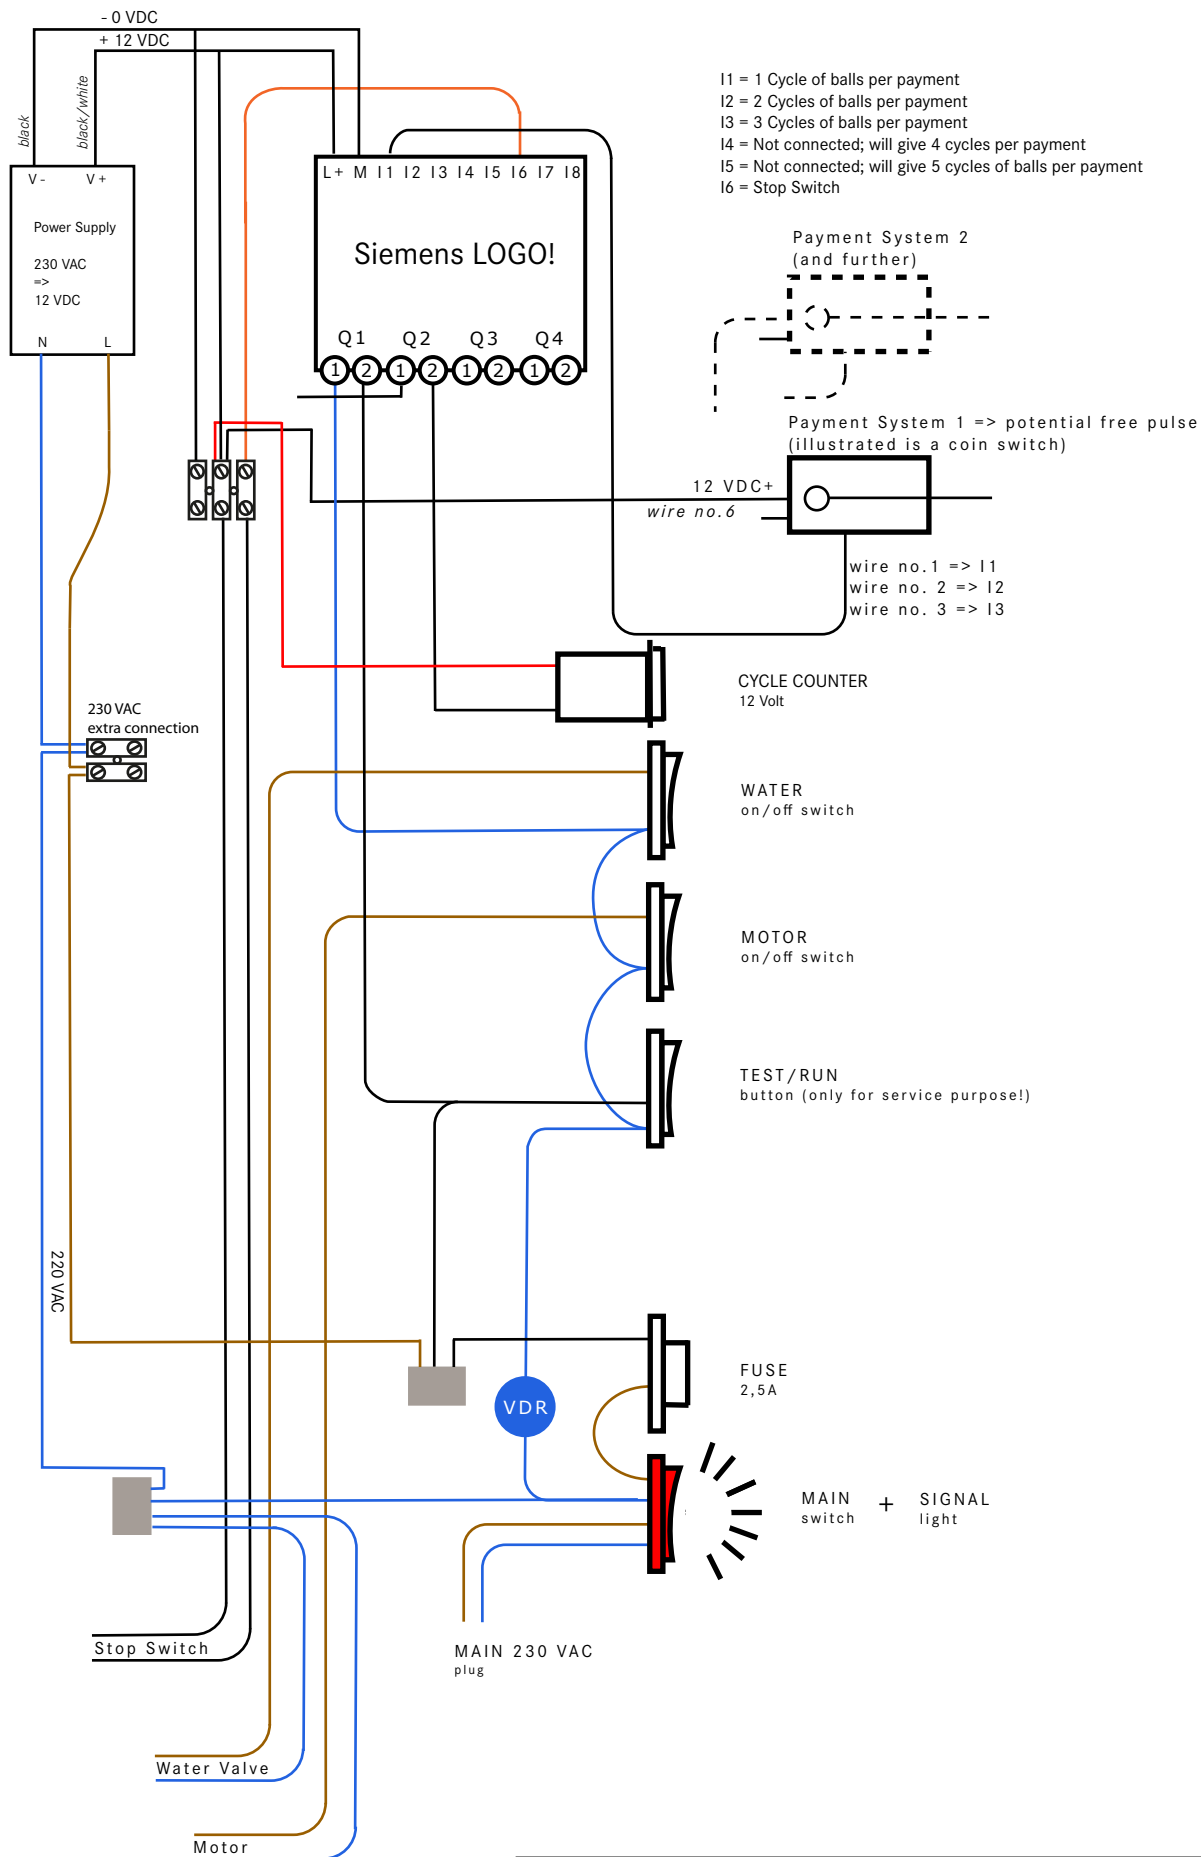 - 0 VDC
+ 12 VDC
black
black/white
V - V +
Power Supply
230 VAC
=>
12 VDC
N L
I1 = 1 Cycle of balls per payment
I2 = 2 Cycles of balls per payment
I3 = 3 Cycles of balls per payment
I4 = Not connected; will give 4 cycles per payment
I5 = Not connected; will give 5 cycles of balls per payment
I6 = Stop Switch
L+ M I1 I2 I3 I4 I5 I6 I7 I8
Siemens LOGO!
Q1 Q2 Q3 Q4
1 2 1 2 1 2 1 2
Payment System 2
(and further)
Payment System 1 => potential free pulse
(illustrated is a coin switch)
12 VDC+
wire no.6
wire no.1 => I1
wire no. 2 => I2
wire no. 3 => I3
CYCLE COUNTER
12 Volt
230 VAC
extra connection
WATER
on/off switch
MOTOR
on/off switch
TEST/RUN
button (only for service purpose!)
220 VAC
FUSE
2,5A
VDR
MAIN + SIGNAL
switch light
Stop Switch
MAIN 230 VAC
plug
Water Valve
Motor